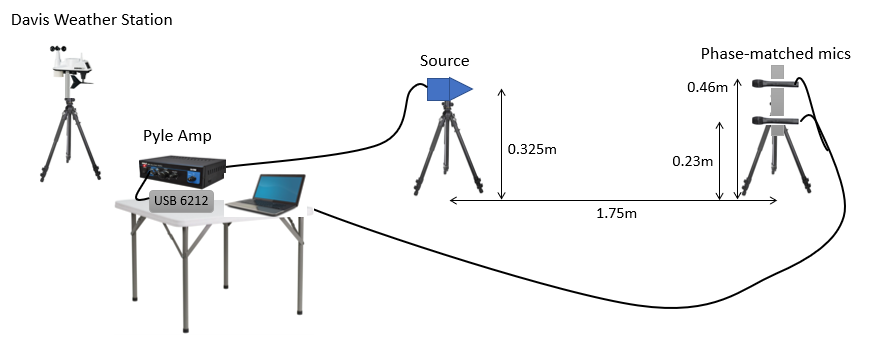 Davis Weather Station
Source
Phase-matched mics
0.46m
Pyle Amp
0.325m
0.23m
USB 6212
1.75m